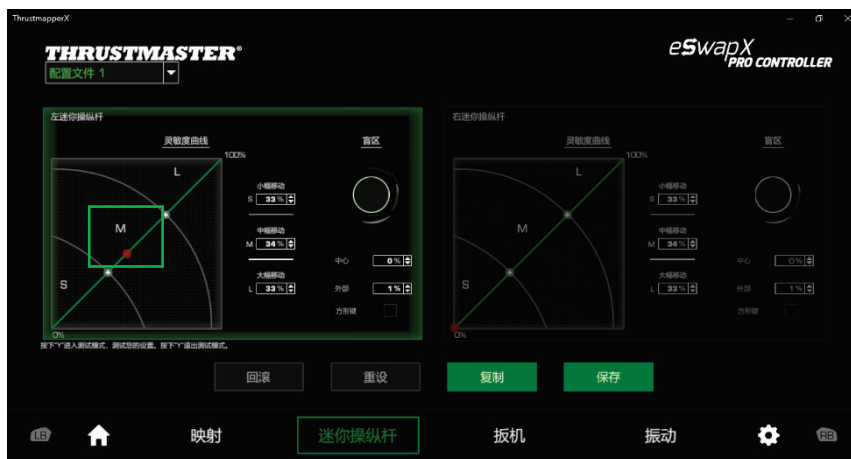 ThrustmapperX
THRUSTMASTER®
eSwapX
PRO CONTROLLER
配置文件 1
左迷你操纵杆
灵敏度曲线
盲区
100%
L
M
S
0%
小幅移动
S 33 %
中幅移动
M 34 %
大幅移动
L 33 %
中心 0 %
外部 1 %
方形键
按下“Y”进入测试模式，测试您的设置。按下“Y”退出测试模式。
右迷你操纵杆
灵敏度曲线
盲区
100%
L
M
S
0%
小幅移动
S 33 %
中幅移动
M 34 %
大幅移动
L 33 %
中心 0 %
外部 1 %
方形键
回滚
重设
复制
保存
LB
映射
迷你操纵杆
扳机
振动
RB